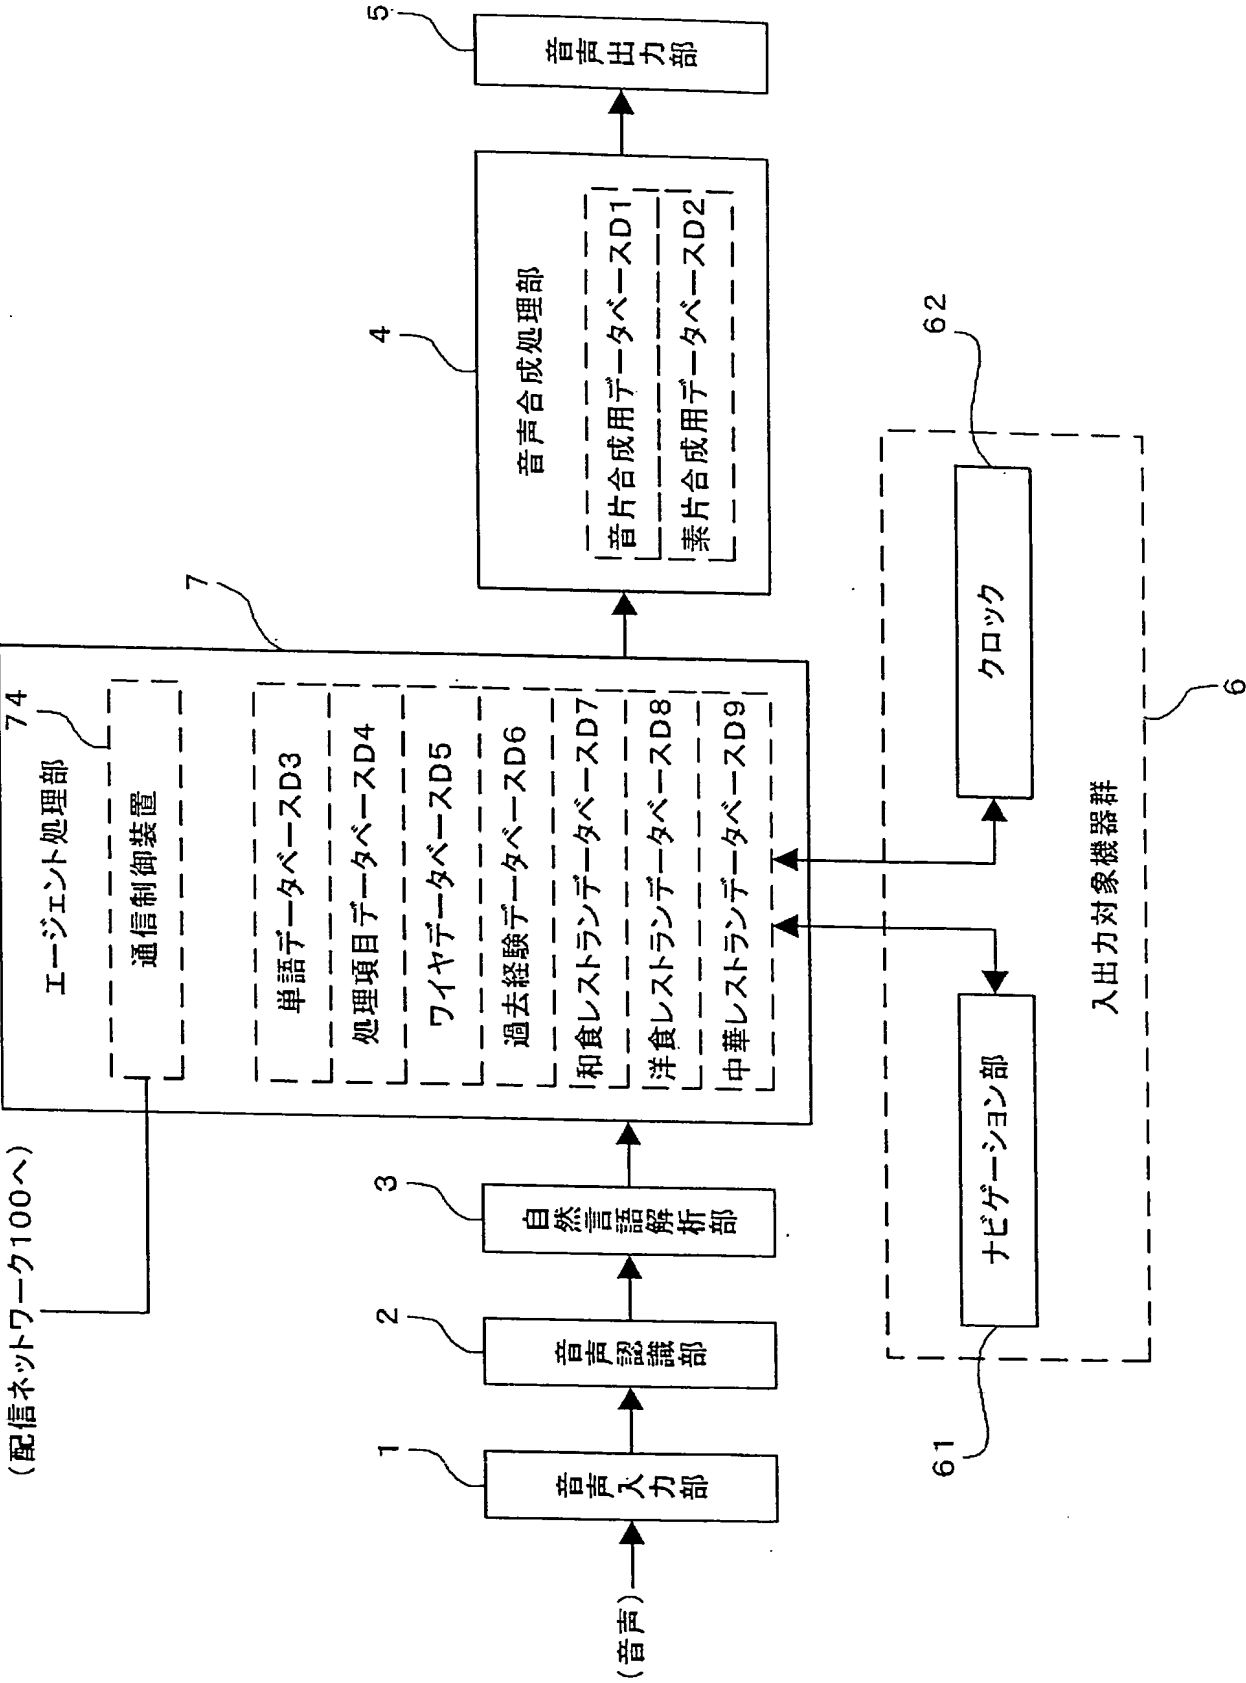 (配信ネットワーク100へ)
エージェント処理部
74
通信制御装置
7
単語データベースD3
処理項目データベースD4
ワイヤデータベースD5
過去経験データベースD6
和食レストランデータベースD7
洋食レストランデータベースD8
中華レストランデータベースD9
(音声)
1
音声入力部
2
音声認識部
3
自然言語解析部
4
音声合成処理部
音片合成用データベースD1
素片合成用データベースD2
5
音声出力部
61
ナビゲーション部
62
クロック
入出力対象機器群
6